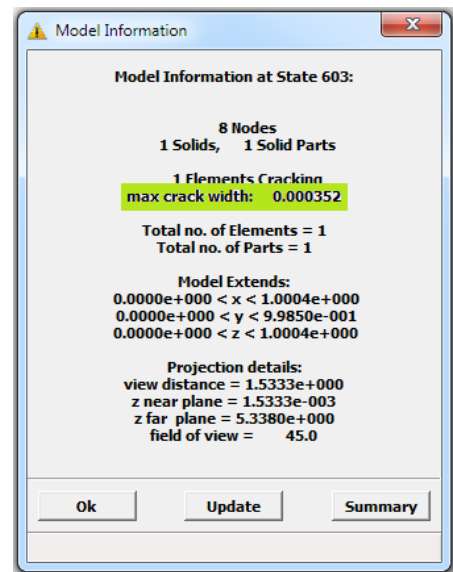 Model Information
Model Information at State 603:
8 Nodes
1 Solids, 1 Solid Parts
1 Elements Cracking
max crack width: 0.000352
Total no. of Elements = 1
Total no. of Parts = 1
Model Extends:
0.0000e+000 < x < 1.0004e+000
0.0000e+000 < y < 9.9850e-001
0.0000e+000 < z < 1.0004e+000
Projection details:
view distance = 1.5333e+000
z near plane = 1.5333e-003
z far plane = 5.3380e+000
field of view = 45.0
Ok Update Summary